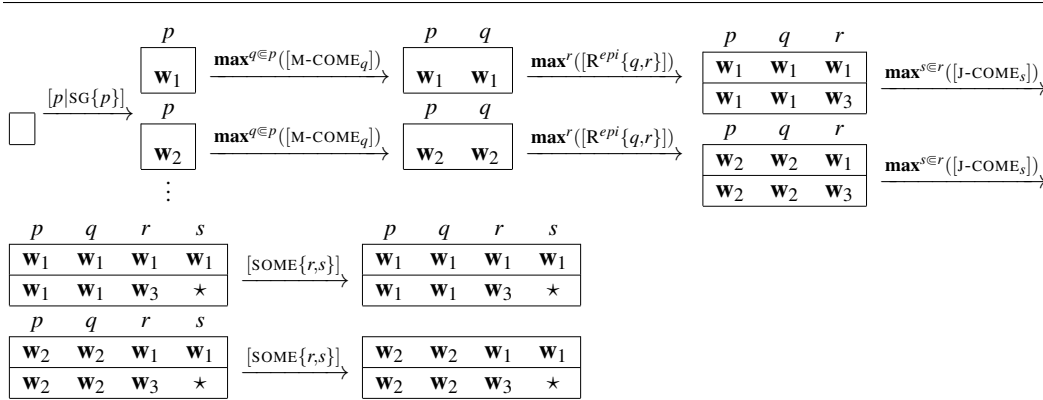 p p q p q r
w₁ max^{q⋐p}([M-COME_q]) w₁ w₁ max^r([R^{epi}{q,r}]) w₁ w₁ w₁ max^{s⋐r}([J-COME_s])
w₁ w₁ w₃
[p|SG{p}]
p p q p q r
w₂ max^{q⋐p}([M-COME_q]) w₂ w₂ max^r([R^{epi}{q,r}]) w₂ w₂ w₁ max^{s⋐r}([J-COME_s])
w₂ w₂ w₃
⋮
p q r s p q r s
w₁ w₁ w₁ w₁ [SOME{r,s}] w₁ w₁ w₁ w₁
w₁ w₁ w₃ ⋆ w₁ w₁ w₃ ⋆
p q r s
w₂ w₂ w₁ w₁ [SOME{r,s}] w₂ w₂ w₁ w₁
w₂ w₂ w₃ ⋆ w₂ w₂ w₃ ⋆